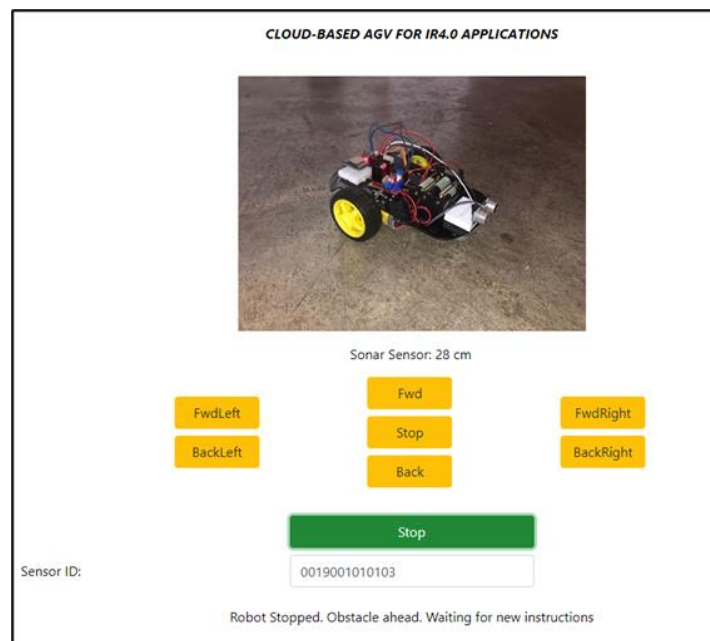 CLOUD-BASED AGV FOR IR4.0 APPLICATIONS
Sonar Sensor: 28 cm
Fwd
FwdLeft
FwdRight
Stop
BackLeft
BackRight
Back
Stop
Sensor ID:
0019001010103
Robot Stopped. Obstacle ahead. Waiting for new instructions